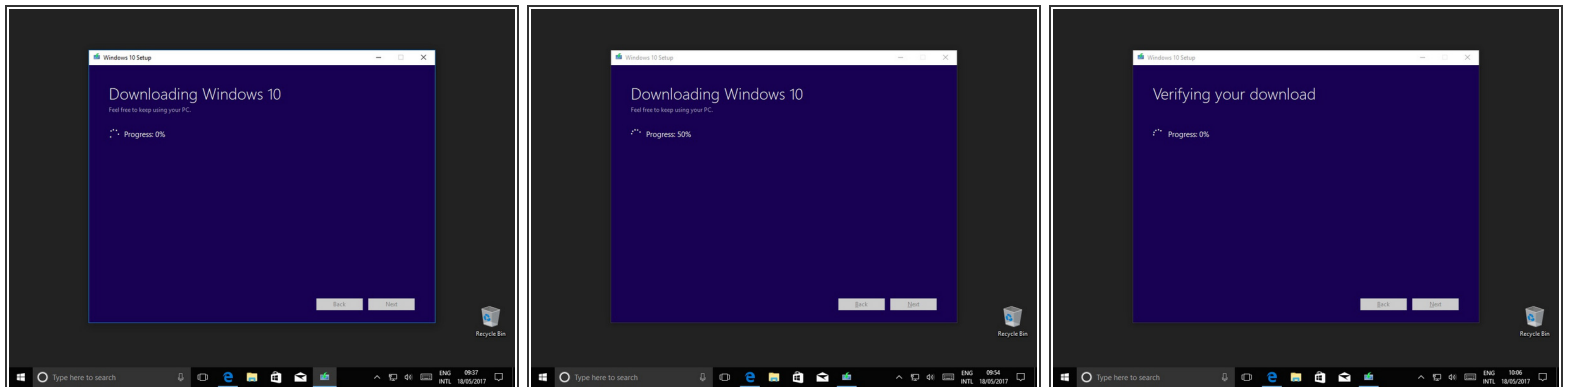 Windows 10 Setup
Downloading Windows 10
Feel free to keep using your PC.
Progress: 0%
Back
Next
Recycle Bin
Type here to search
ENG
INTL
09:37
18/05/2017
Windows 10 Setup
Downloading Windows 10
Feel free to keep using your PC.
Progress: 50%
Back
Next
Recycle Bin
Type here to search
ENG
INTL
09:54
18/05/2017
Windows 10 Setup
Verifying your download
Progress: 0%
Back
Next
Recycle Bin
Type here to search
ENG
INTL
10:06
18/05/2017